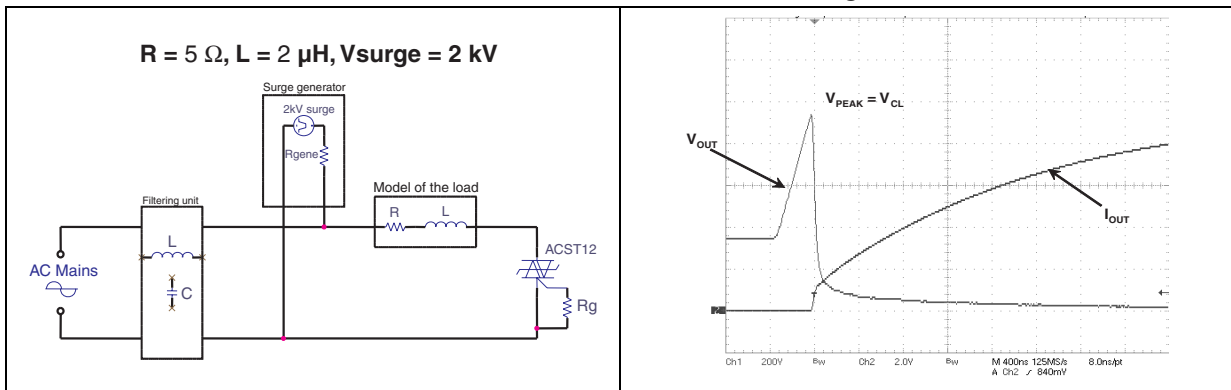 R = 5 Ω, L = 2 µH, Vsurge = 2 kV
Surge generator
2kV surge
Rgene
Model of the load
R L
Filtering unit
L
AC Mains
C
ACST12
Rg
VPEAK = VCL
VOUT
IOUT
Ch1 200V BW Ch2 2.0V BW M 400ns 125MS/s 8.0ns/pt
A Ch2 / 840mV